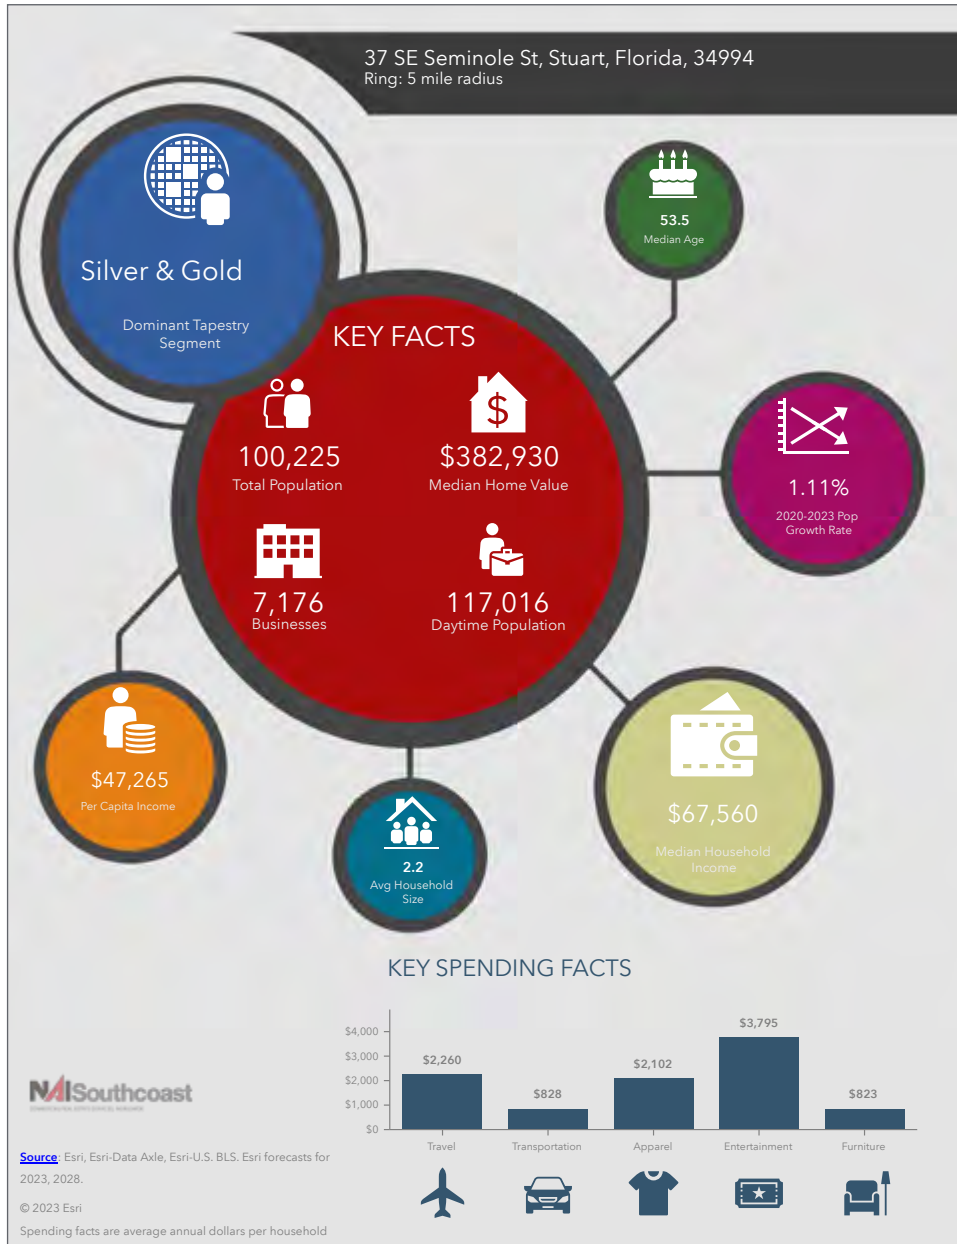 37 SE Seminole St, Stuart, Florida, 34994
Ring: 5 mile radius
Silver & Gold
Dominant Tapestry
Segment
53.5
Median Age
KEY FACTS
100,225
Total Population
$382,930
Median Home Value
7,176
Businesses
117,016
Daytime Population
1.11%
2020-2023 Pop
Growth Rate
$47,265
Per Capita Income
2.2
Avg Household
Size
$67,560
Median Household
Income
KEY SPENDING FACTS
$4,000
$3,000
$2,000
$1,000
$0
$2,260
$828
$2,102
$3,795
$823
Travel
Transportation
Apparel
Entertainment
Furniture
NAISouthcoast
Source: Esri, Esri-Data Axle, Esri-U.S. BLS. Esri forecasts for
2023, 2028.
© 2023 Esri
Spending facts are average annual dollars per household